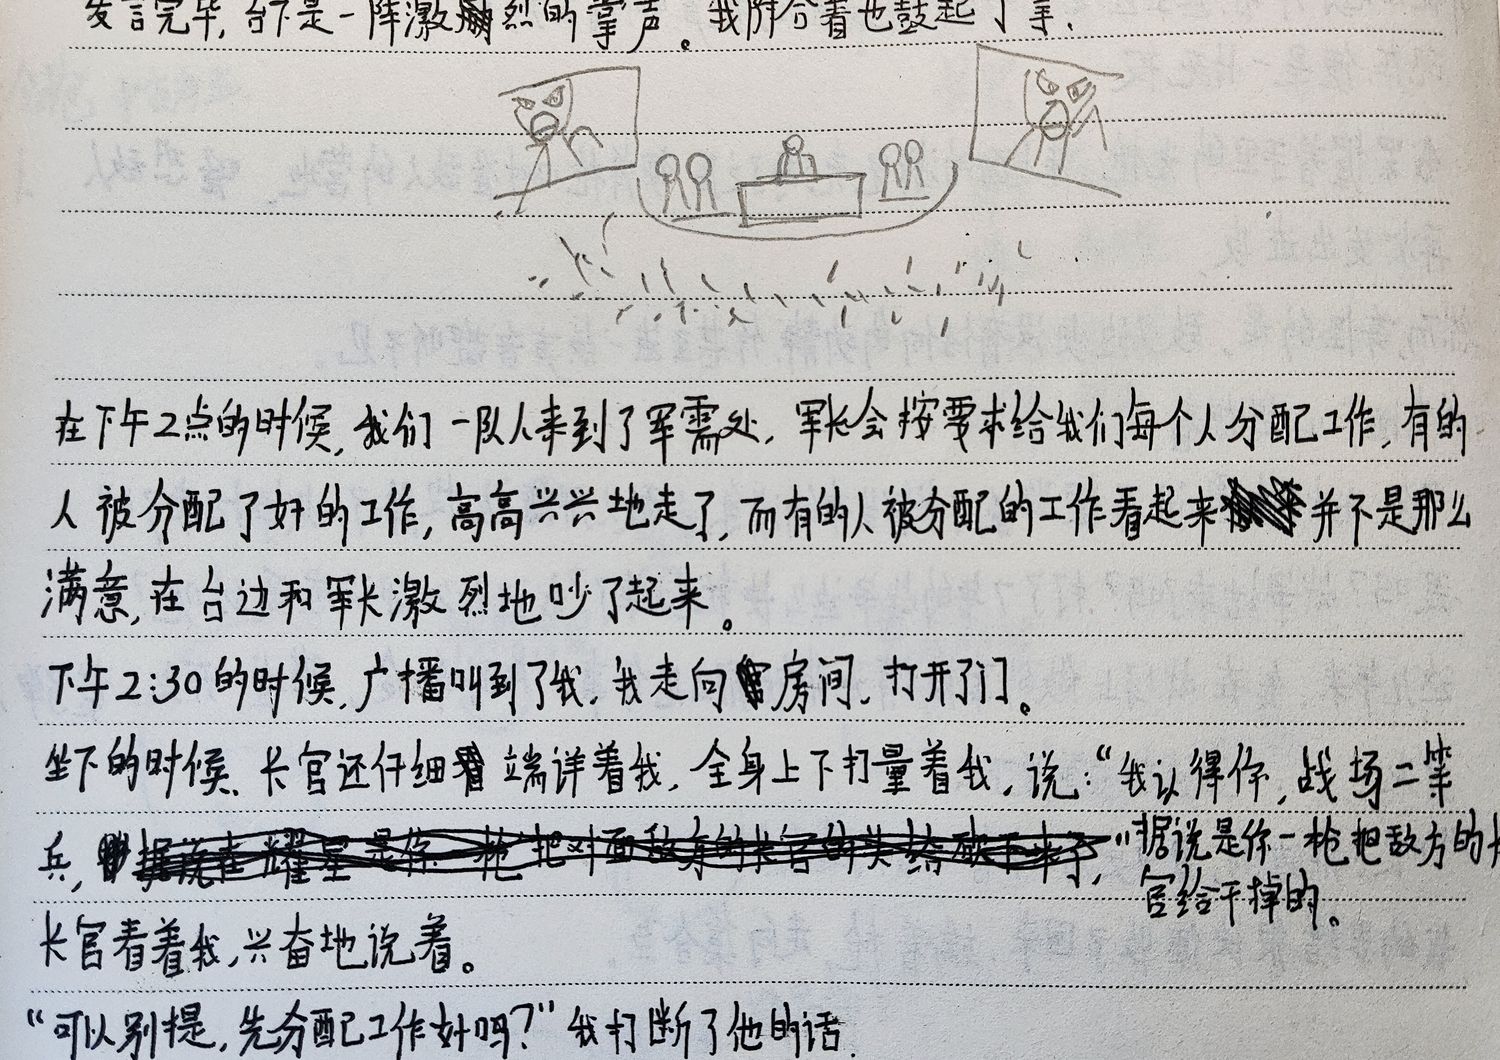 发言完毕,台下是一阵激烈的掌声。我附合着也鼓起了掌.
在下午2点的时候,我们一队人来到了军需处,军长会按要求给我们每个人分配工作,有的
人被分配了好的工作,高高兴兴地走了,而有的人被分配的工作看起来并不是那么
满意,在台边和军长激烈地吵了起来。
下午2:30的时候,广播叫到了我,我走向房间,打开了门。
坐下的时候、长官还仔细端详着我,全身上下打量着我,说:“我认得你,战场二等
兵,“据说是你一枪把敌方的长
官给干掉的。
长官看着我,兴奋地说着。
“可以别提,先分配工作好吗?”我打断了他的话.